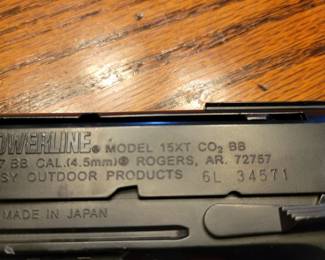 OWERLINE® MODEL 15XT CO₂ BB
7 BB CAL.(4.5mm)® ROGERS, AR. 72757
SY OUTDOOR PRODUCTS 6L 34571
MADE IN JAPAN